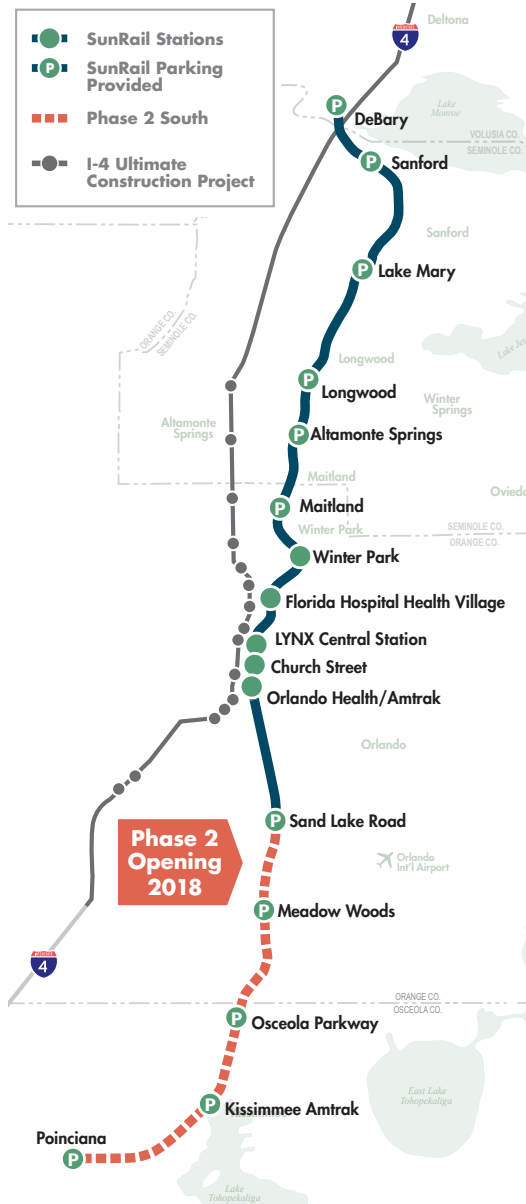 SunRail Stations
P
SunRail Parking
Provided
Phase 2 South
I-4 Ultimate
Construction Project
Deltona
4
P
DeBary
Lake
Monroe
VOLUSIA CO.
SEMINOLE CO.
P
Sanford
Sanford
P
Lake Mary
ORANGE CO.
SEMINOLE CO.
Longwood
P
Longwood
Winter
Springs
Altamonte
Springs
P
Altamonte Springs
Maitland
Oviedo
P
Maitland
Winter Park
SEMINOLE CO.
ORANGE CO.
Winter Park
Florida Hospital Health Village
LYNX Central Station
Church Street
Orlando Health/Amtrak
Orlando
P
Sand Lake Road
Phase 2
Opening
2018
Orlando
Int'l Airport
P
Meadow Woods
4
ORANGE CO.
OSCEOLA CO.
P
Osceola Parkway
East Lake
Tohopekaliga
P
Kissimmee Amtrak
Poinciana
P
Lake
Tohopekaliga